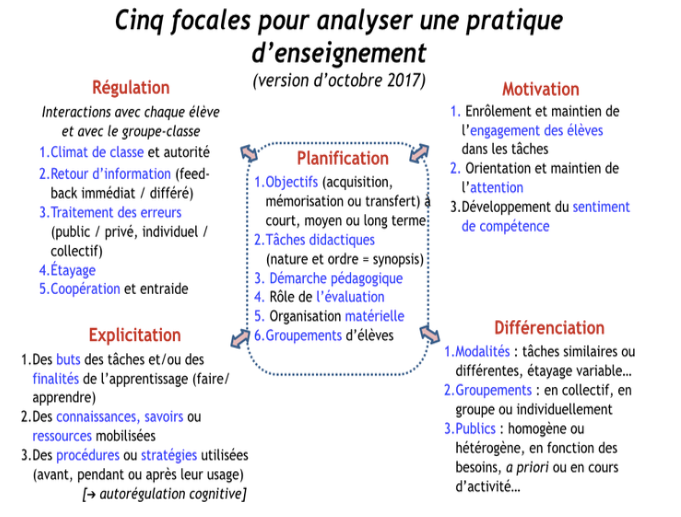 Cinq focales pour analyser une pratique
d’enseignement
(version d’octobre 2017)
Régulation
Interactions avec chaque élève
et avec le groupe-classe
1.Climat de classe et autorité
2.Retour d’information (feed-
back immédiat / différé)
3.Traitement des erreurs
(public / privé, individuel /
collectif)
4.Étayage
5.Coopération et entraide
Motivation
1. Enrôlement et maintien de
l’engagement des élèves
dans les tâches
2. Orientation et maintien de
l’attention
3.Développement du sentiment
de compétence
Planification
1.Objectifs (acquisition,
mémorisation ou transfert) à
court, moyen ou long terme
2.Tâches didactiques
(nature et ordre = synopsis)
3. Démarche pédagogique
4. Rôle de l’évaluation
5. Organisation matérielle
6.Groupements d’élèves
Explicitation
1.Des buts des tâches et/ou des
finalités de l’apprentissage (faire/
apprendre)
2.Des connaissances, savoirs ou
ressources mobilisées
3.Des procédures ou stratégies utilisées
(avant, pendant ou après leur usage)
[→ autorégulation cognitive]
Différenciation
1.Modalités : tâches similaires ou
différentes, étayage variable…
2.Groupements : en collectif, en
groupe ou individuellement
3.Publics : homogène ou
hétérogène, en fonction des
besoins, a priori ou en cours
d’activité…